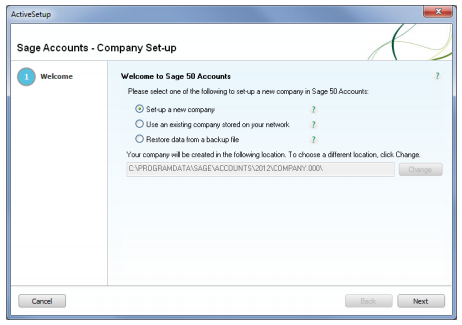 ActiveSetup
Sage Accounts - Company Set-up
1 Welcome
Welcome to Sage 50 Accounts ?
Please select one of the following to set-up a new company in Sage 50 Accounts:
Set-up a new company ?
Use an existing company stored on your network ?
Restore data from a backup file ?
Your company will be created in the following location. To choose a different location, click Change.
C:\PROGRAMDATA\SAGE\ACCOUNTS\2012\COMPANY.000\ Change
Cancel Back Next